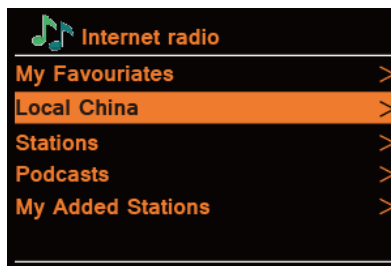 Internet radio
My Favouriates >
Local China >
Stations >
Podcasts >
My Added Stations >